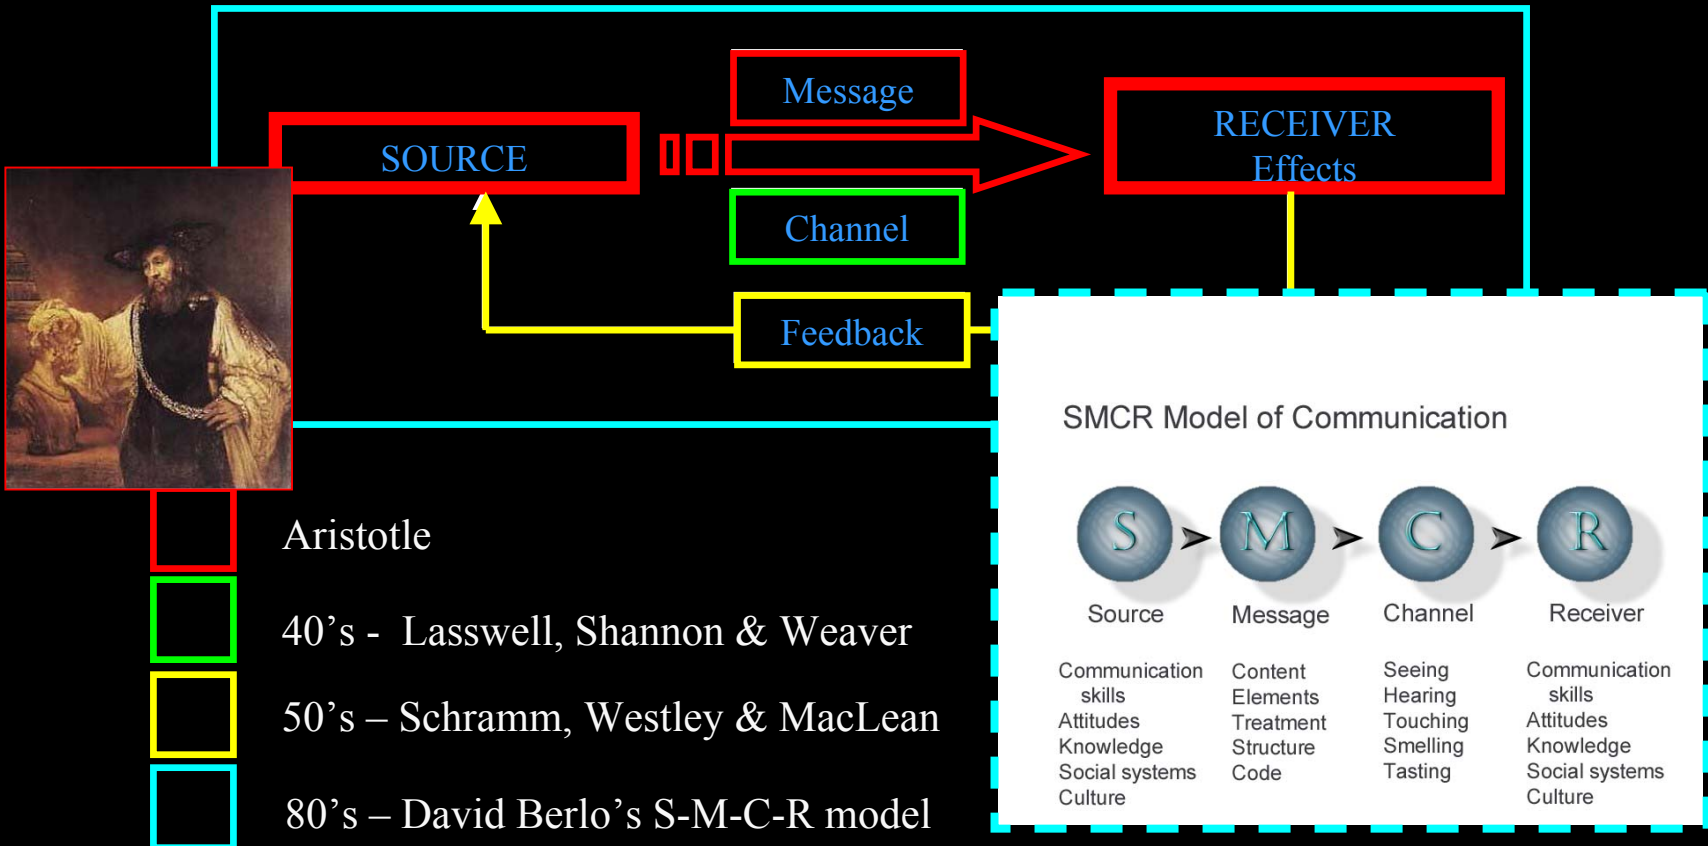 Message
SOURCE
RECEIVER
Effects
Channel
Feedback
Aristotle
40’s - Lasswell, Shannon & Weaver
50’s – Schramm, Westley & MacLean
80’s – David Berlo’s S-M-C-R model
SMCR Model of Communication
S M C R
Source Message Channel Receiver
Communication
skills
Attitudes
Knowledge
Social systems
Culture
Content
Elements
Treatment
Structure
Code
Seeing
Hearing
Touching
Smelling
Tasting
Communication
skills
Attitudes
Knowledge
Social systems
Culture